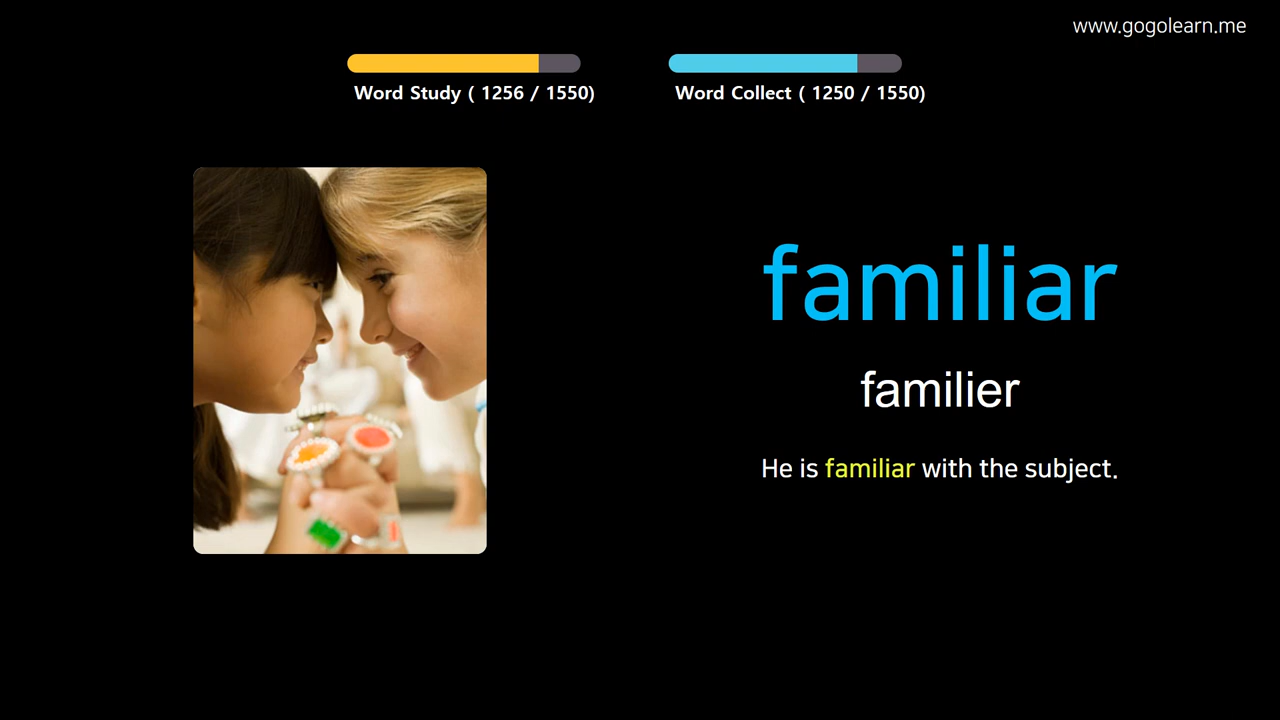 www.gogolearn.me
Word Study ( 1256 / 1550)
Word Collect ( 1250 / 1550)
familiar
familier
He is familiar with the subject.